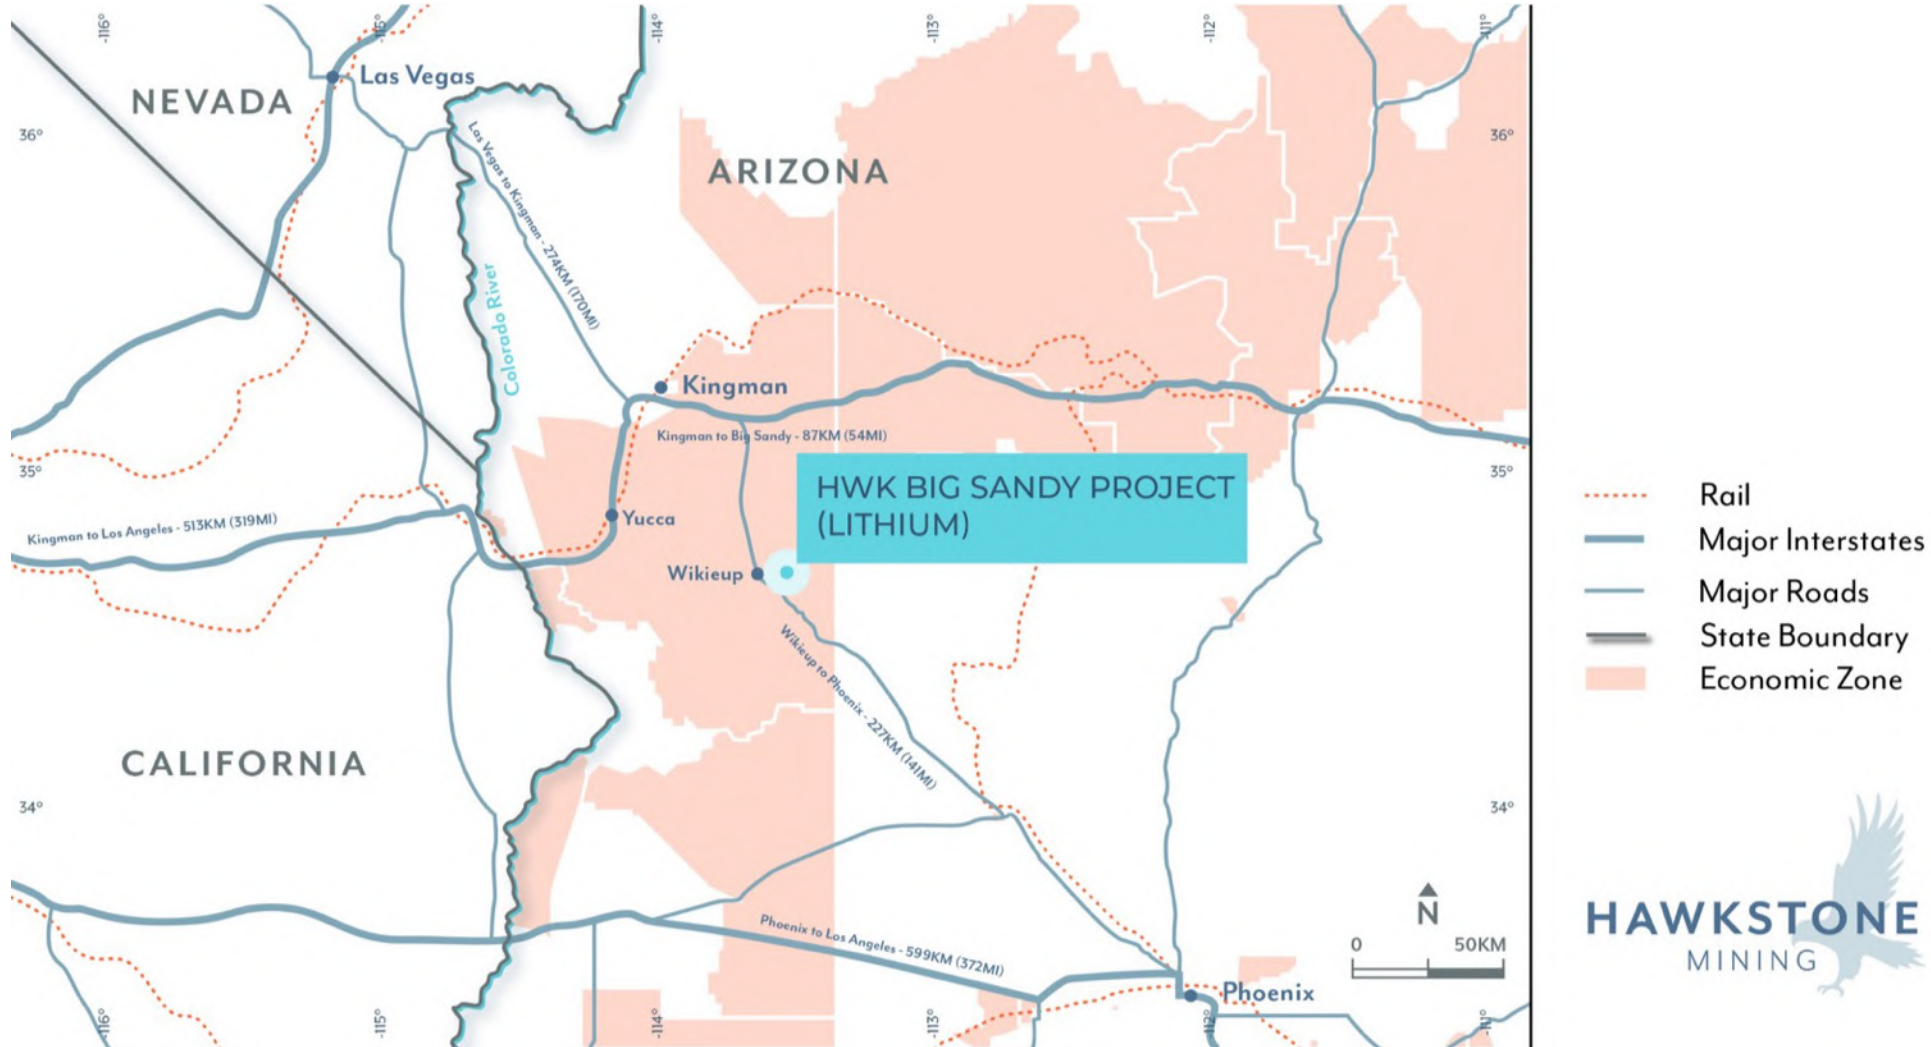 -116°
-115°
-114°
-113°
-112°
-111°
Las Vegas
NEVADA
36°
36°
Las Vegas to Kingman - 274KM (170MI)
ARIZONA
Colorado River
Kingman
Kingman to Big Sandy - 87KM (54MI)
35°
35°
HWK BIG SANDY PROJECT
(LITHIUM)
Kingman to Los Angeles - 513KM (319MI)
Yucca
Wikieup
Wikieup to Phoenix - 227KM (141MI)
CALIFORNIA
34°
34°
Phoenix to Los Angeles - 599KM (372MI)
N
0
50KM
Phoenix
-116°
-115°
-114°
-113°
-112°
-111°
Rail
Major Interstates
Major Roads
State Boundary
Economic Zone
HAWKSTONE
MINING